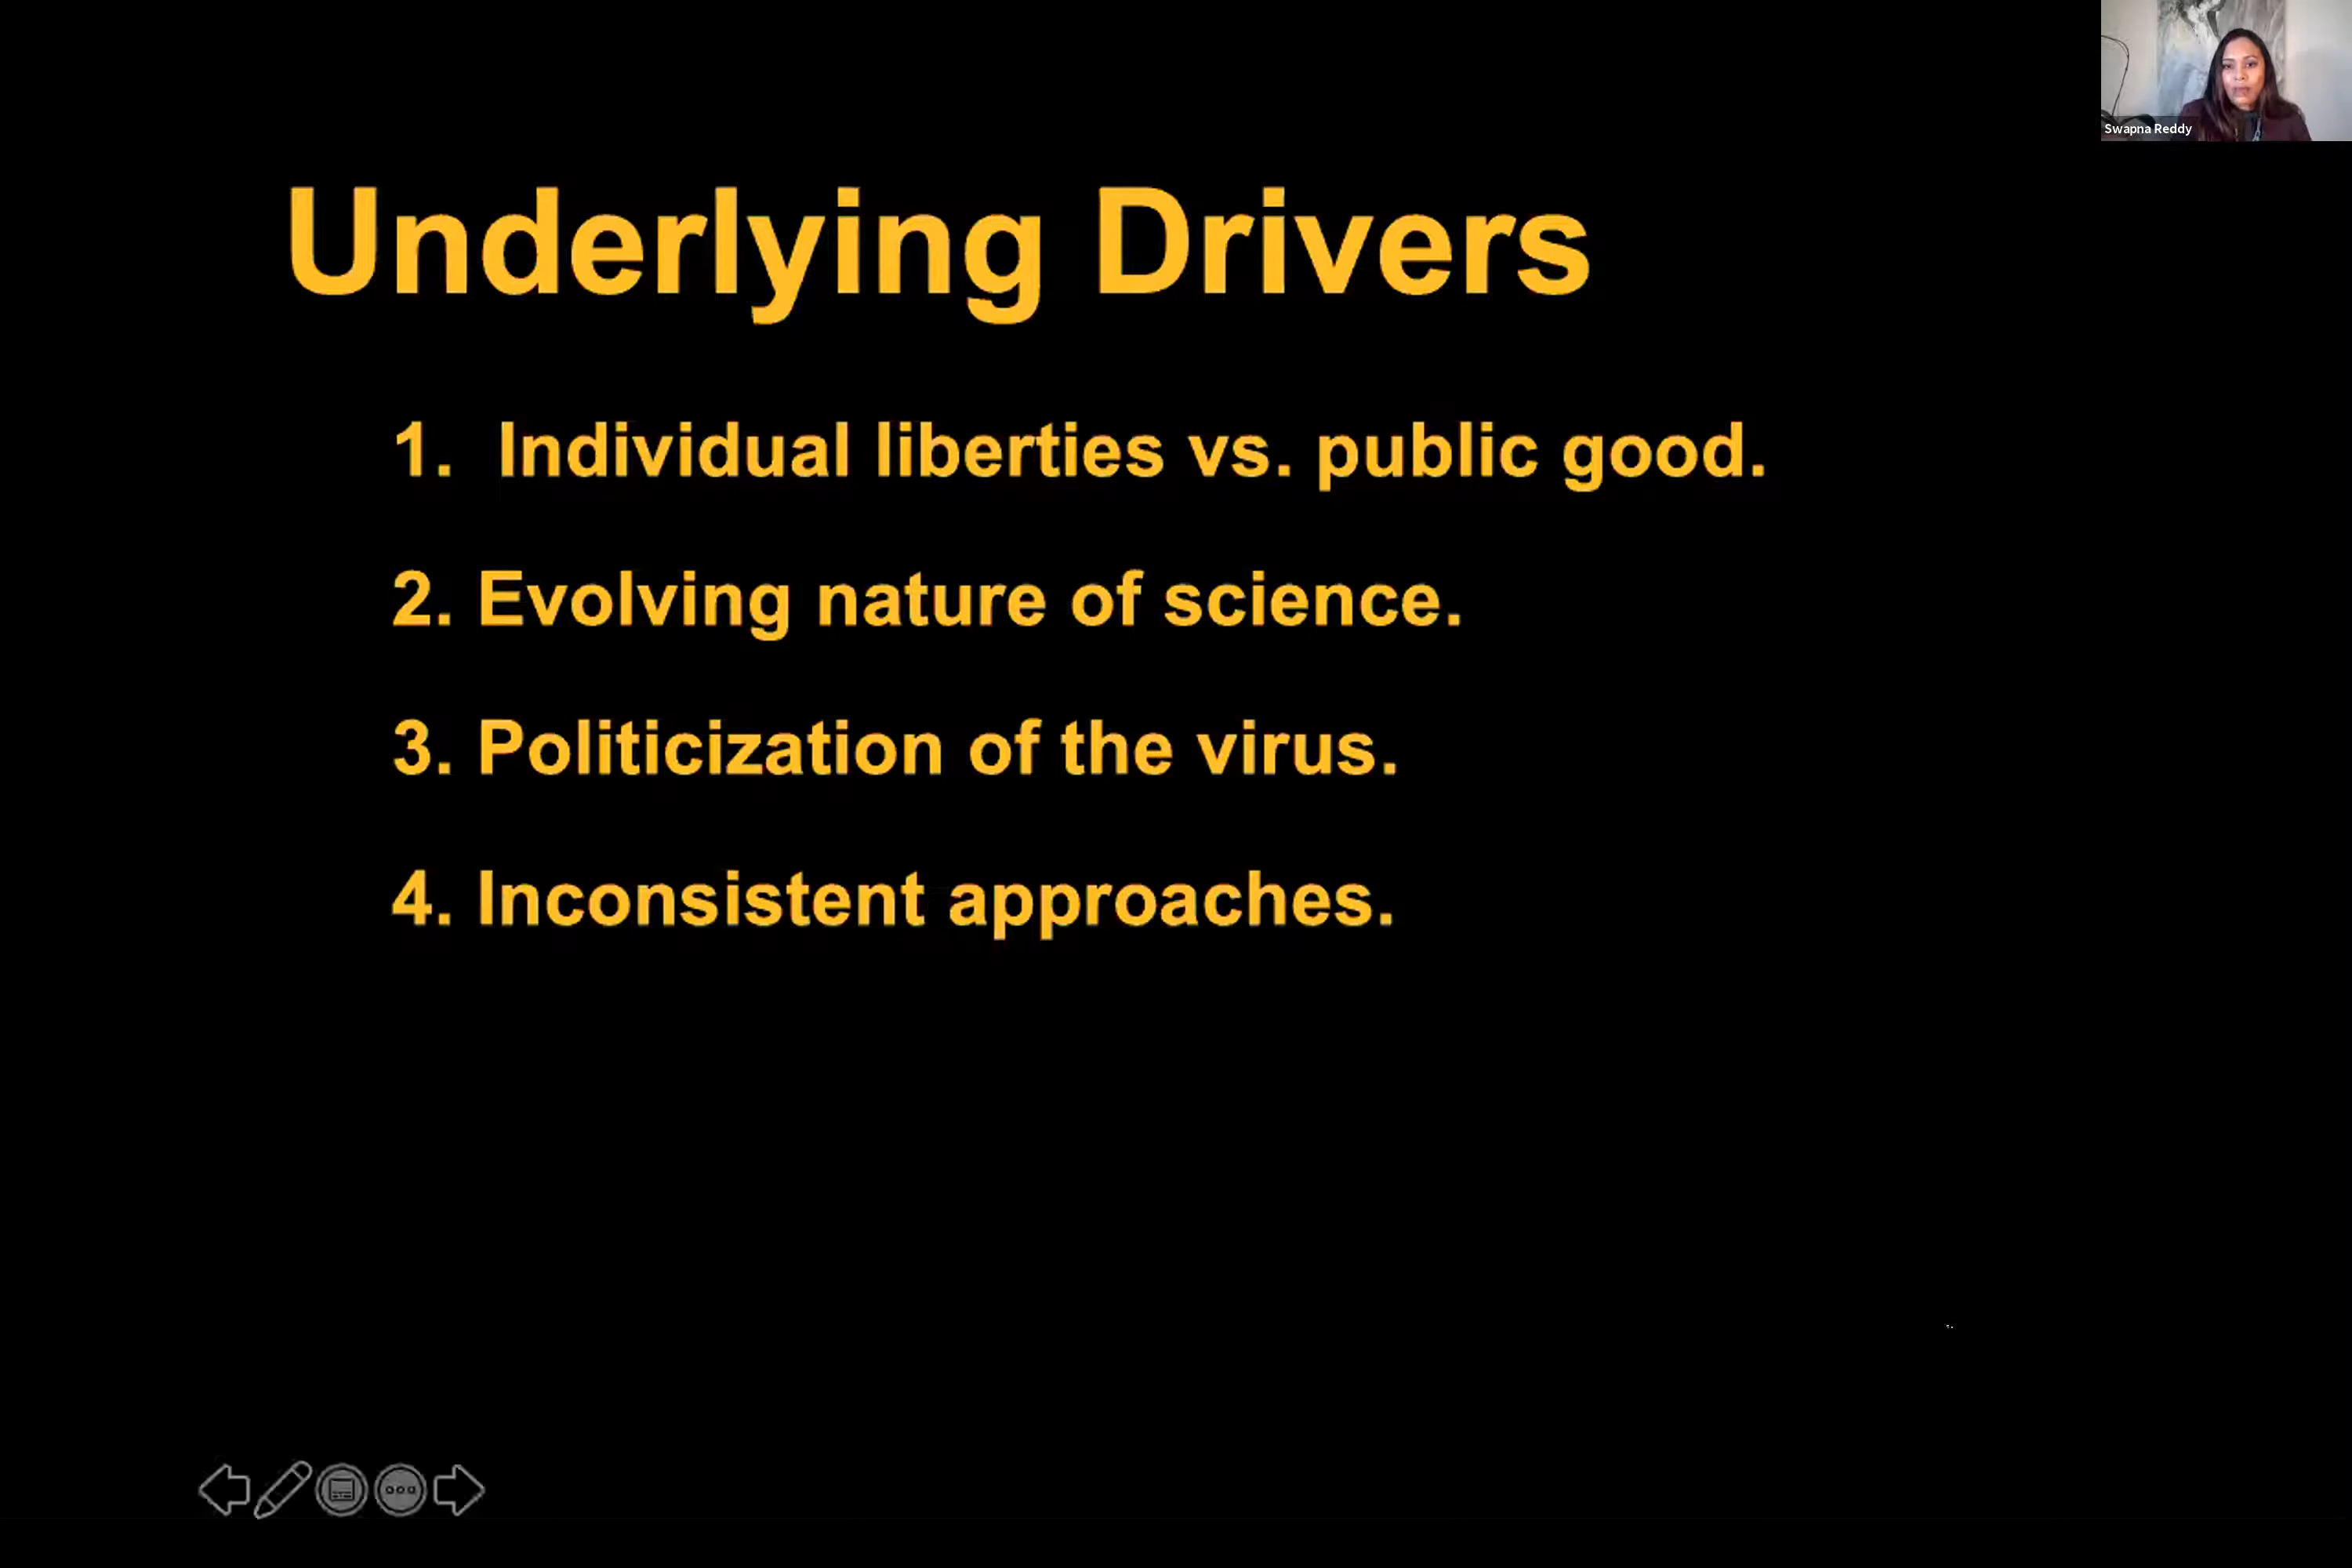 Swapna Reddy
Underlying Drivers
1. Individual liberties vs. public good.
2. Evolving nature of science.
3. Politicization of the virus.
4. Inconsistent approaches.